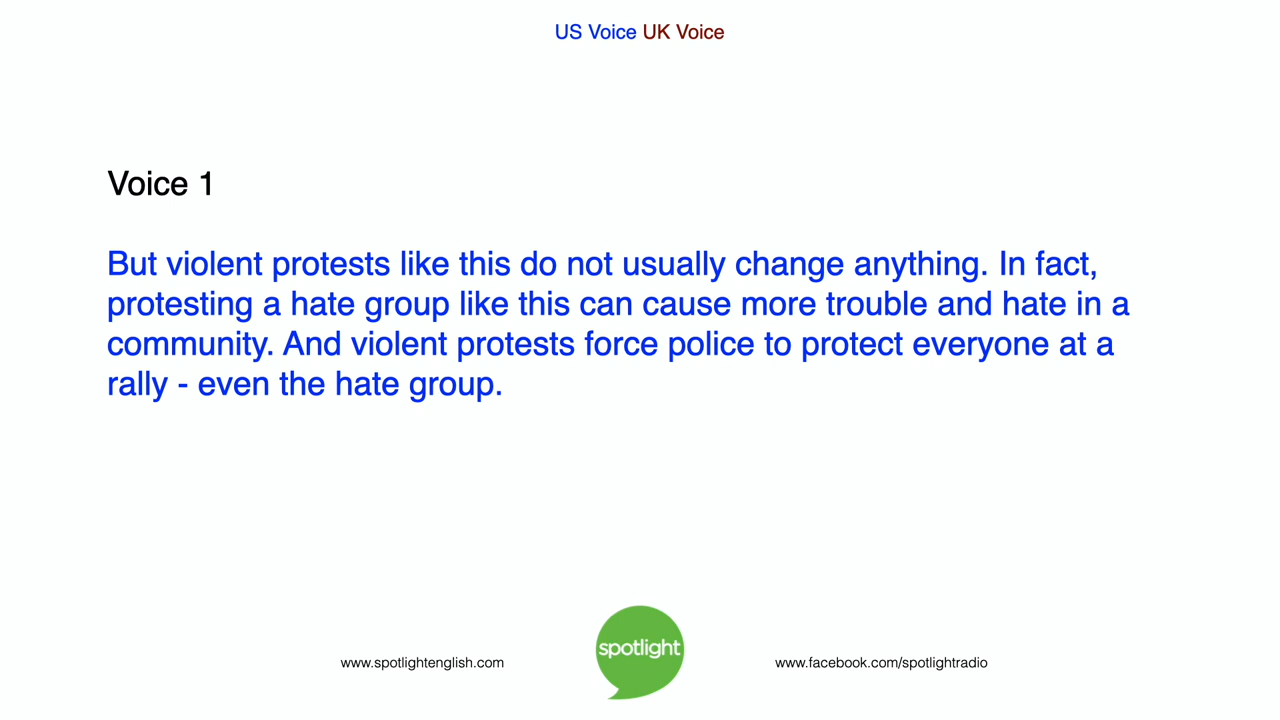 US Voice UK Voice
Voice 1
But violent protests like this do not usually change anything. In fact,
protesting a hate group like this can cause more trouble and hate in a
community. And violent protests force police to protect everyone at a
rally - even the hate group.
spotlight
www.spotlightenglish.com
www.facebook.com/spotlightradio